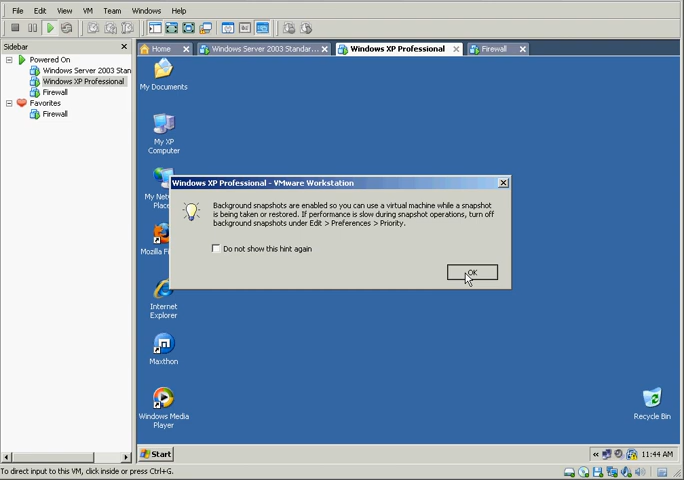 File Edit View VM Team Windows Help
Sidebar
Home
Windows Server 2003 Standar...
Windows XP Professional
Firewall
Powered On
Windows Server 2003 Stan
Windows XP Professional
Firewall
Favorites
Firewall
My Documents
My XP
Computer
My Ne
Plac
Mozilla Fi
Internet
Explorer
Maxthon
Windows Media
Player
Recycle Bin
Windows XP Professional - VMware Workstation
Background snapshots are enabled so you can use a virtual machine while a snapshot
is being taken or restored. If performance is slow during snapshot operations, turn off
background snapshots under Edit > Preferences > Priority.
Do not show this hint again
OK
Start
11:44 AM
To direct input to this VM, click inside or press Ctrl+G.